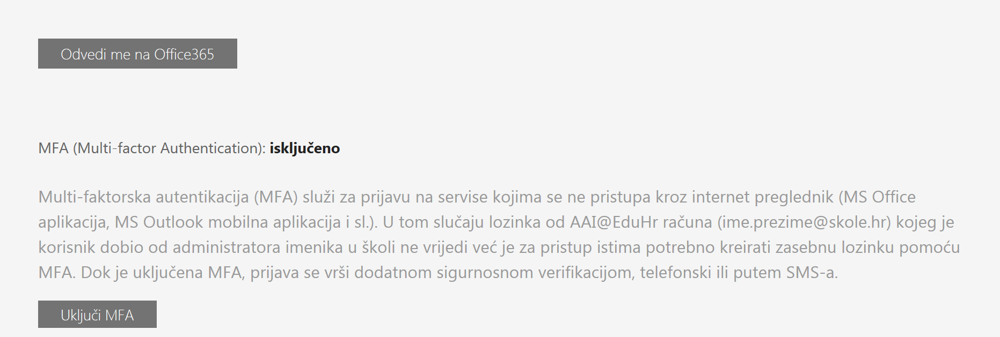 Odvedi me na Office365
MFA (Multi-factor Authentication): isključeno
Multi-faktorska autentikacija (MFA) služi za prijavu na servise kojima se ne pristupa kroz internet preglednik (MS Office
aplikacija, MS Outlook mobilna aplikacija i sl.). U tom slučaju lozinka od AAI@EduHr računa (ime.prezime@skole.hr) kojeg je
korisnik dobio od administratora imenika u školi ne vrijedi već je za pristup istima potrebno kreirati zasebnu lozinku pomoću
MFA. Dok je uključena MFA, prijava se vrši dodatnom sigurnosnom verifikacijom, telefonski ili putem SMS-a.
Uključi MFA